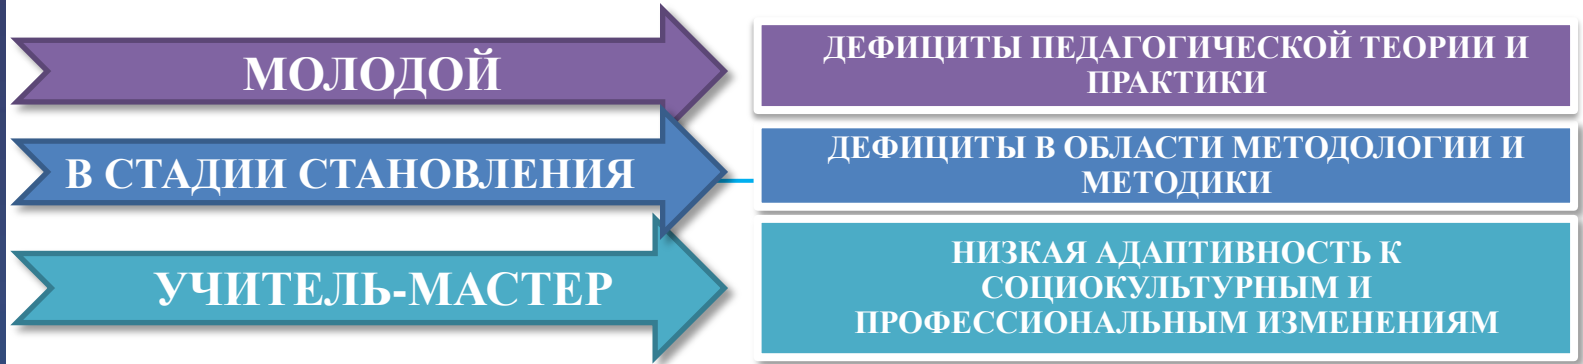 МОЛОДОЙ
ДЕФИЦИТЫ ПЕДАГОГИЧЕСКОЙ ТЕОРИИ И
ПРАКТИКИ
В СТАДИИ СТАНОВЛЕНИЯ
ДЕФИЦИТЫ В ОБЛАСТИ МЕТОДОЛОГИИ И
МЕТОДИКИ
УЧИТЕЛЬ-МАСТЕР
НИЗКАЯ АДАПТИВНОСТЬ К
СОЦИОКУЛЬТУРНЫМ И
ПРОФЕССИОНАЛЬНЫМ ИЗМЕНЕНИЯМ